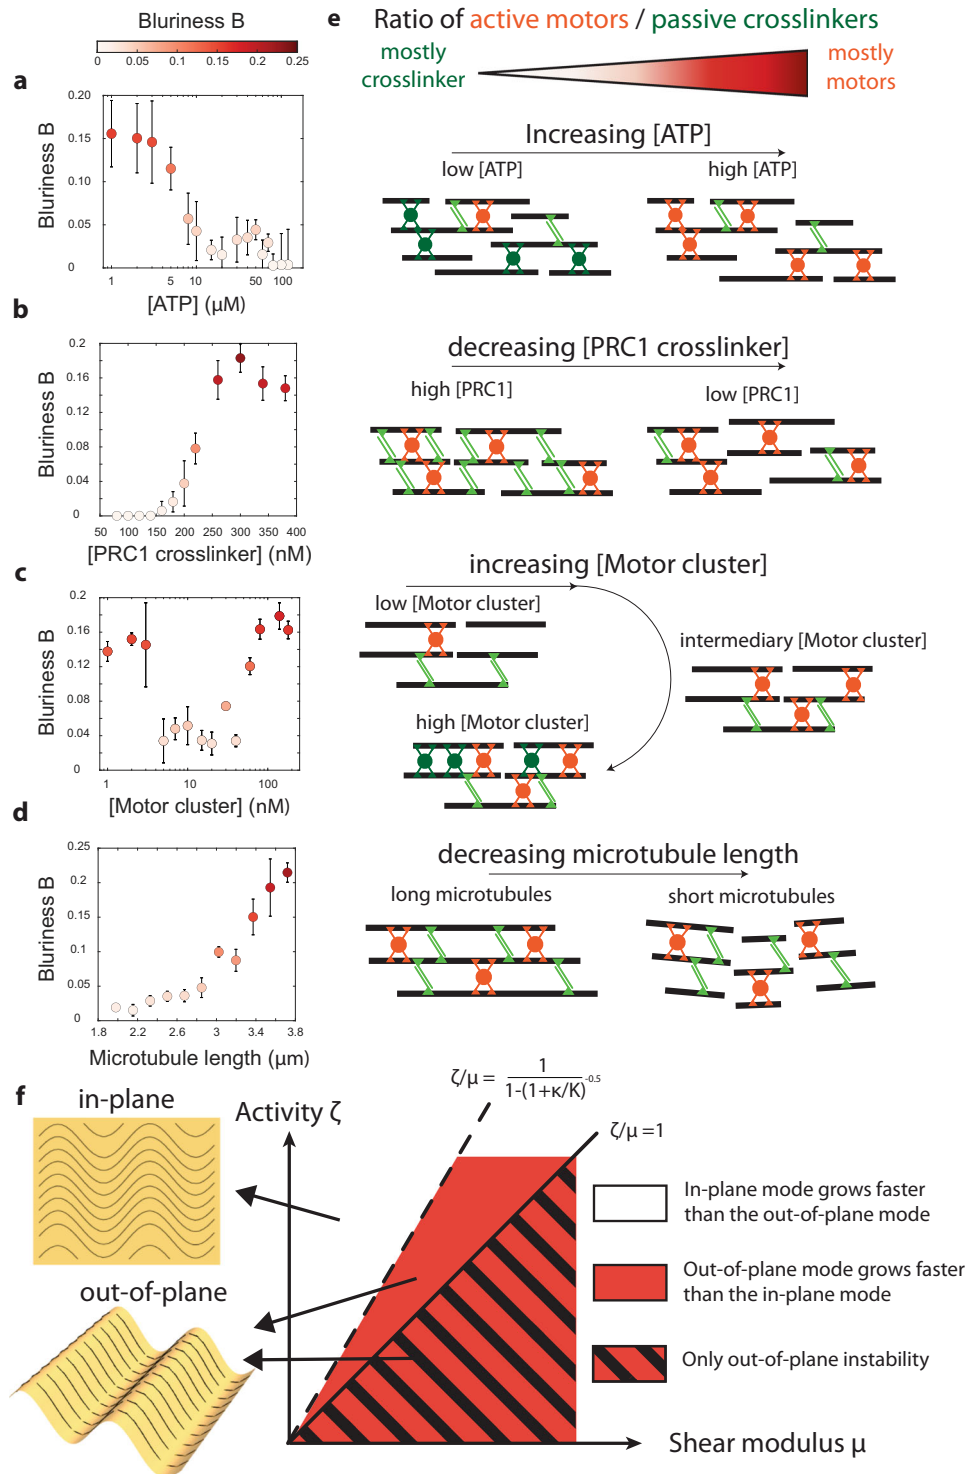 Bluriness B
0 0.05 0.1 0.15 0.2 0.25
a
0.20
0.15
0.10
0.05
0
Bluriness B
1 5 10 50 100
[ATP] (μM)
b
0.2
0.16
0.12
0.08
0.04
0
Bluriness B
50 100 150 200 250 300 350 400
[PRC1 crosslinker] (nM)
c
0.2
0.16
0.12
0.08
0.04
0
Bluriness B
1 10 100
[Motor cluster] (nM)
d
0.25
0.2
0.15
0.1
0.05
0
Bluriness B
1.8 2.2 2.6 3 3.4 3.8
Microtubule length (μm)
e
Ratio of active motors / passive crosslinkers
mostly
crosslinker
mostly
motors
Increasing [ATP]
low [ATP]
high [ATP]
decreasing [PRC1 crosslinker]
high [PRC1]
low [PRC1]
increasing [Motor cluster]
low [Motor cluster]
intermediary [Motor cluster]
high [Motor cluster]
decreasing microtubule length
long microtubules
short microtubules
f
in-plane
out-of-plane
Activity ζ
ζ/μ = 1
1-(1+κ/K)^-0.5
ζ/μ =1
In-plane mode grows faster
than the out-of-plane mode
Out-of-plane mode grows faster
than the in-plane mode
Only out-of-plane instability
Shear modulus μ